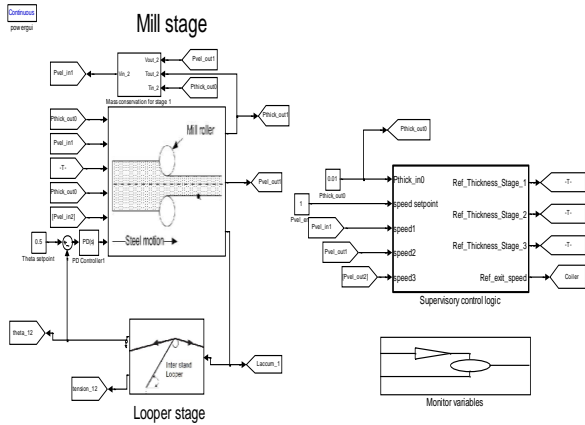 Continuous
powergui
Mill stage
Pvel_in1
Vin_2
Vout_2
Tout_2
Tin_2
Pvel_out1
Pthick_out0
Mass conservation for stage 1
Pthick_out1
Pthick_out0
Pvel_in1
-T-
Pthick_out0
[Pvel_in2]
Mill roller
Steel motion
Pvel_out1
0.5
Theta setpoint
PD(s)
PD Controller1
theta_12
tension_12
Inter stand
Looper
Laccum_1
Looper stage
Pthick_out0
0.01
Pthick_out0
1
Pvel_in1
Pvel_out1
[Pvel_out2]
Pthick_in0
speed setpoint
speed1
speed2
speed3
Ref_Thickness_Stage_1
Ref_Thickness_Stage_2
Ref_Thickness_Stage_3
Ref_exit_speed
-T-
-T-
-T-
Coiler
Supervisory control logic
Monitor variables